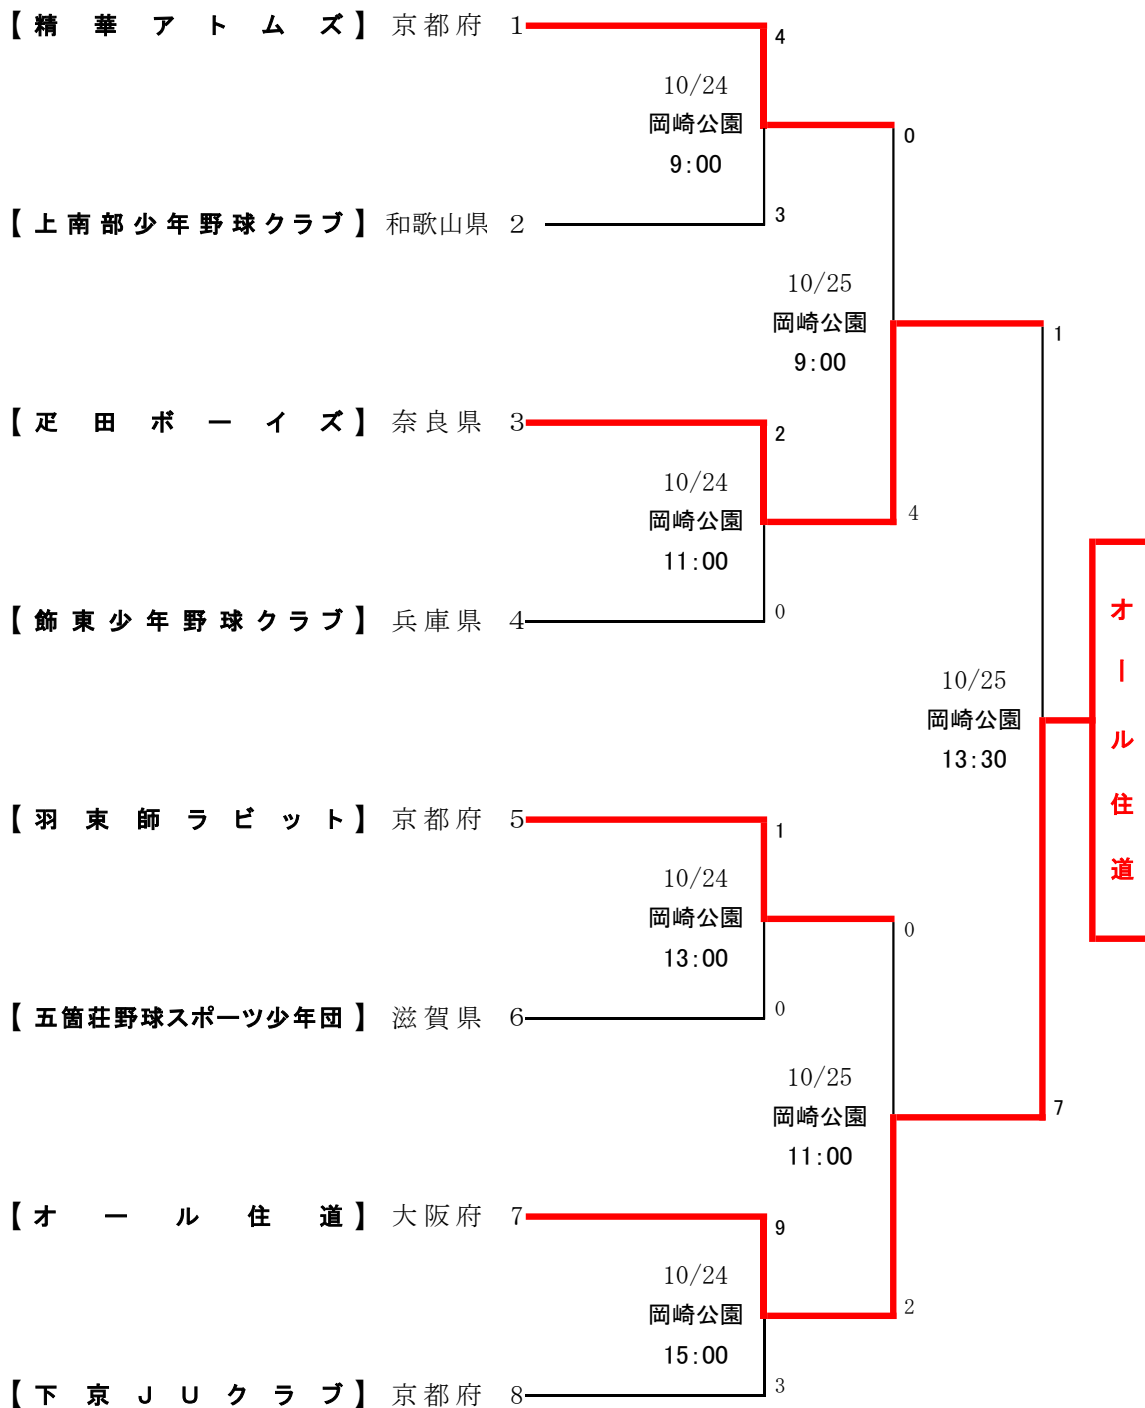 【精華アトムズ】 京都府 1
4
10/24
岡崎公園
9:00
0
3
【上南部少年野球クラブ】 和歌山県 2
10/25
岡崎公園
9:00
1
【疋田ボーイズ】 奈良県 3
2
10/24
岡崎公園
11:00
4
0
【飾東少年野球クラブ】 兵庫県 4
オール住道
10/25
岡崎公園
13:30
【羽束師ラビット】 京都府 5
1
10/24
岡崎公園
13:00
0
0
【五箇荘野球スポーツ少年団】 滋賀県 6
10/25
岡崎公園
11:00
7
【オール住道】 大阪府 7
9
10/24
岡崎公園
15:00
2
3
【下京JUクラブ】 京都府 8